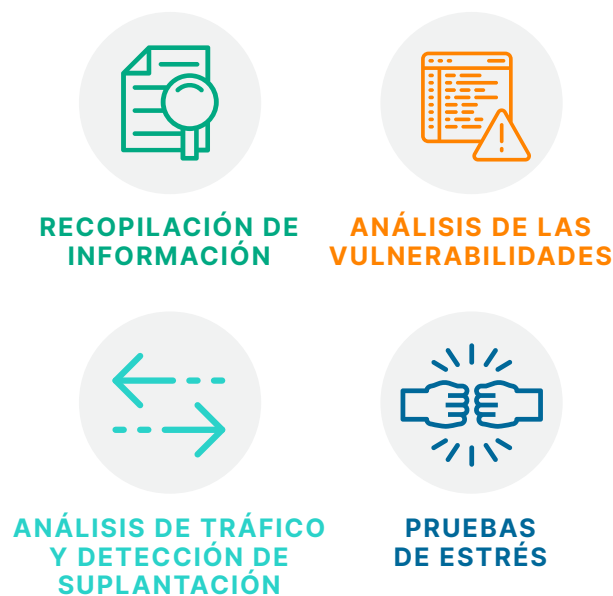 RECOPILACIÓN DE
INFORMACIÓN
ANÁLISIS DE LAS
VULNERABILIDADES
ANÁLISIS DE TRÁFICO
Y DETECCIÓN DE
SUPLANTACIÓN
PRUEBAS
DE ESTRÉS